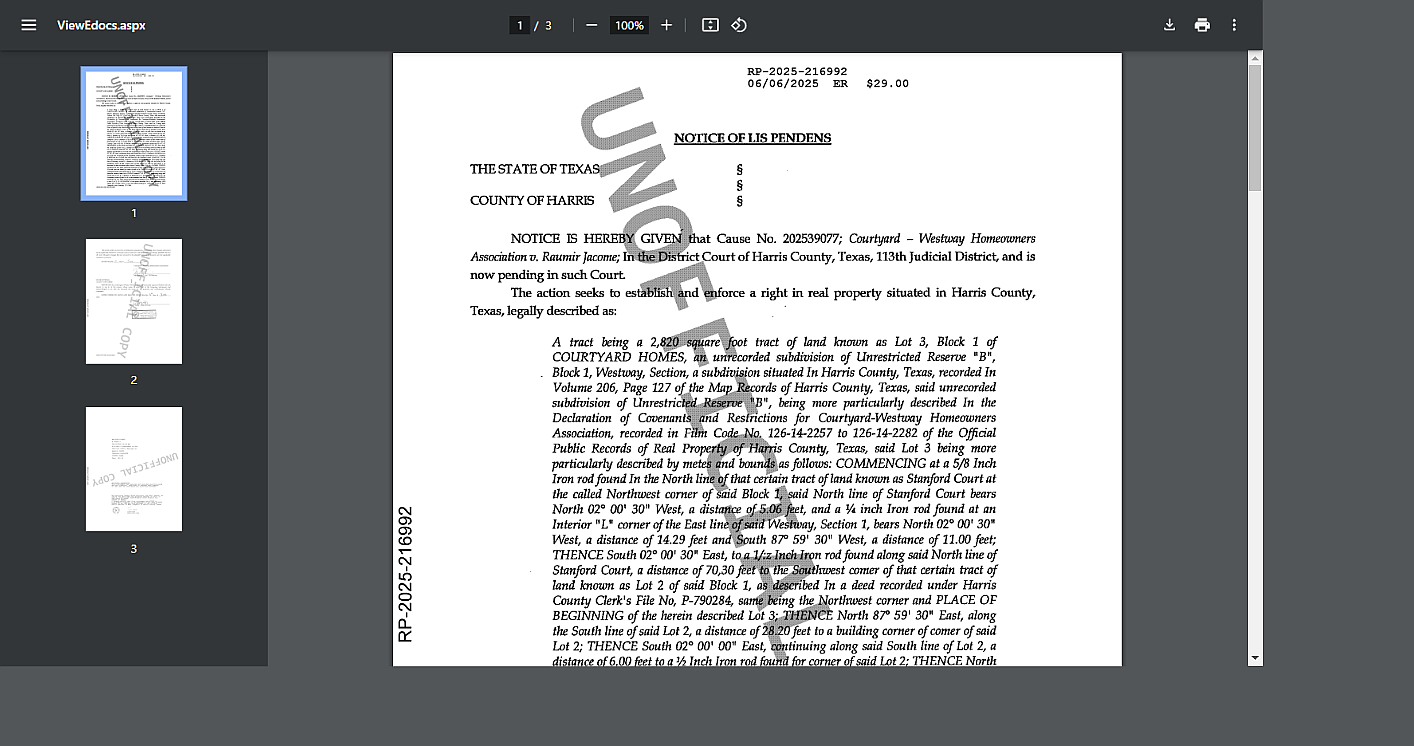 ViewEdocs.aspx
1 / 3
100%
1
2
3
RP-2025-216992
06/06/2025 ER $29.00
NOTICE OF LIS PENDENS
THE STATE OF TEXAS §
§
COUNTY OF HARRIS §
NOTICE IS HEREBY GIVEN that Cause No. 202539077; Courtyard – Westway Homeowners
Association v. Raumir Jacome; In the District Court of Harris County, Texas, 113th Judicial District, and is
now pending in such Court.
The action seeks to establish and enforce a right in real property situated in Harris County,
Texas, legally described as:
A tract being a 2,820 square foot tract of land known as Lot 3, Block 1 of
COURTYARD HOMES, an unrecorded subdivision of Unrestricted Reserve "B",
Block 1, Westway, Section, a subdivision situated In Harris County, Texas, recorded In
Volume 206, Page 127 of the Map Records of Harris County, Texas, said unrecorded
subdivision of Unrestricted Reserve "B", being more particularly described In the
Declaration of Covenants and Restrictions for Courtyard-Westway Homeowners
Association, recorded in Film Code No. 126-14-2257 to 126-14-2282 of the Official
Public Records of Real Property of Harris County, Texas, said Lot 3 being more
particularly described by metes and bounds as follows: COMMENCING at a 5/8 Inch
Iron rod found In the North line of that certain tract of land known as Stanford Court at
the called Northwest corner of said Block 1, said North line of Stanford Court bears
North 02° 00' 30" West, a distance of 5.06 feet, and a ¼ inch Iron rod found at an
Interior "L" corner of the East line of said Westway, Section 1, bears North 02° 00' 30"
West, a distance of 14.29 feet and South 87° 59' 30" West, a distance of 11.00 feet;
THENCE South 02° 00' 30" East, to a 1/z Inch Iron rod found along said North line of
Stanford Court, a distance of 70,30 feet to the Southwest comer of that certain tract of
land known as Lot 2 of said Block 1, as described In a deed recorded under Harris
County Clerk's File No, P-790284, same being the Northwest corner and PLACE OF
BEGINNING of the herein described Lot 3; THENCE North 87° 59' 30" East, along
the South line of said Lot 2, a distance of 28.20 feet to a building corner of comer of said
Lot 2; THENCE South 02° 00' 00" East, continuing along said South line of Lot 2, a
distance of 6.00 feet to a ½ Inch Iron rod found for corner of said Lot 2; THENCE North
RP-2025-216992
UNOFFICIAL